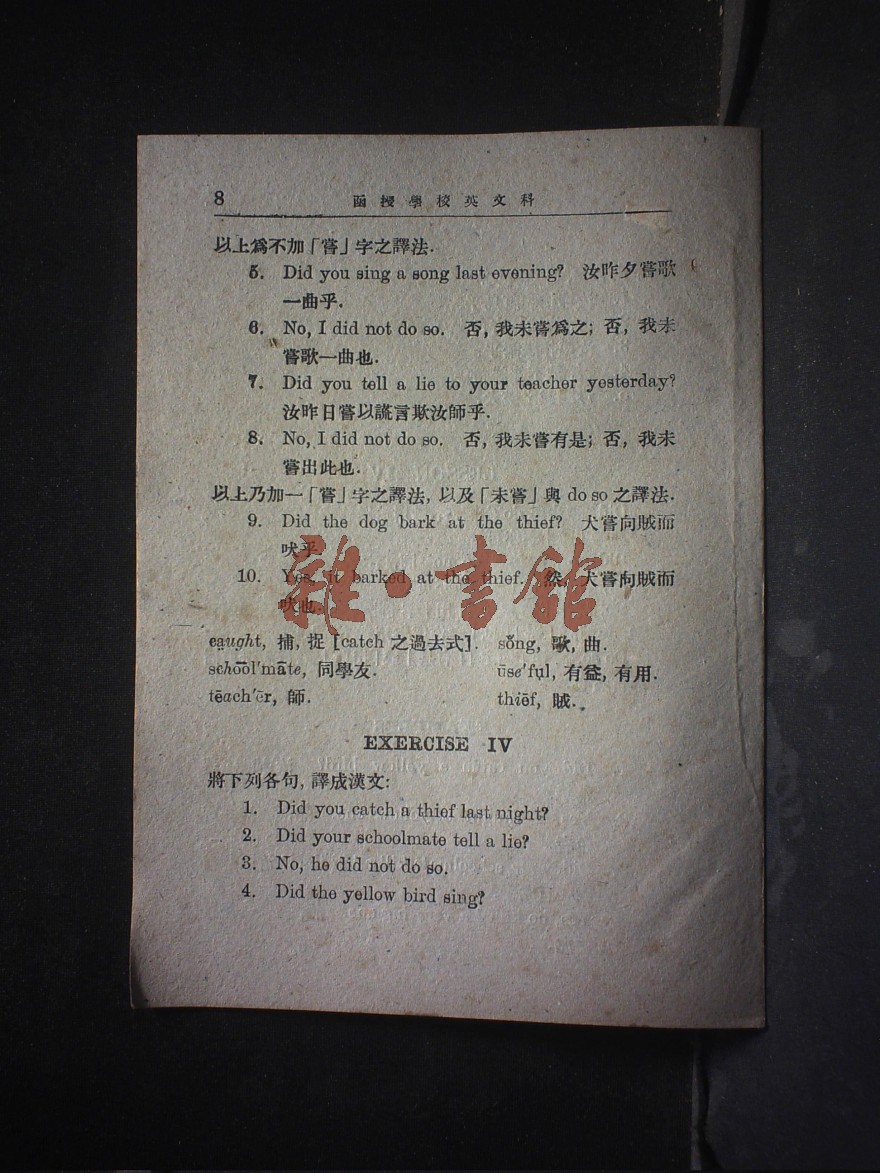 8 函授學校英文科
以上爲不加「嘗」字之譯法.
5. Did you sing a song last evening? 汝昨夕嘗歌
一曲乎.
6. No, I did not do so. 否, 我未嘗爲之; 否, 我未
嘗歌一曲也.
7. Did you tell a lie to your teacher yesterday?
汝昨日嘗以謊言欺汝師乎.
8. No, I did not do so. 否, 我未嘗有是; 否, 我未
嘗出此也.
以上乃加一「嘗」字之譯法, 以及「未嘗」與 do so 之譯法.
9. Did the dog bark at the thief? 犬嘗向賊而
吠乎.
10. Yes, it barked at the thief. 然, 犬嘗向賊而
吠也.
雜·書館
caught, 捕, 捉 [catch 之過去式]. sǒng, 歌, 曲.
school'māte, 同學友. ūse'fụl, 有益, 有用.
tēach'ẽr, 師. thiēf, 賊.
EXERCISE IV
將下列各句, 譯成漢文:
1. Did you catch a thief last night?
2. Did your schoolmate tell a lie?
3. No, he did not do so.
4. Did the yellow bird sing?